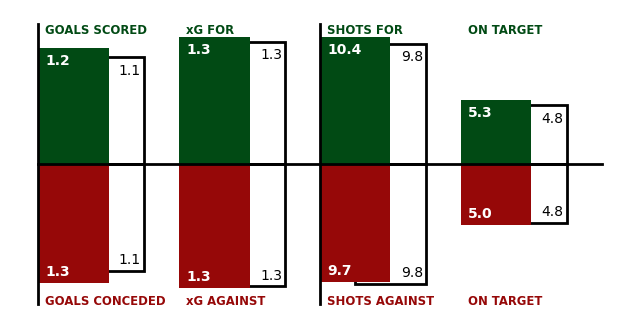 GOALS SCORED xG FOR SHOTS FOR ON TARGET
1.2 1.1 1.3 1.3 10.4 9.8 5.3 4.8
1.3 1.1 1.3 1.3 9.7 9.8 5.0 4.8
GOALS CONCEDED xG AGAINST SHOTS AGAINST ON TARGET